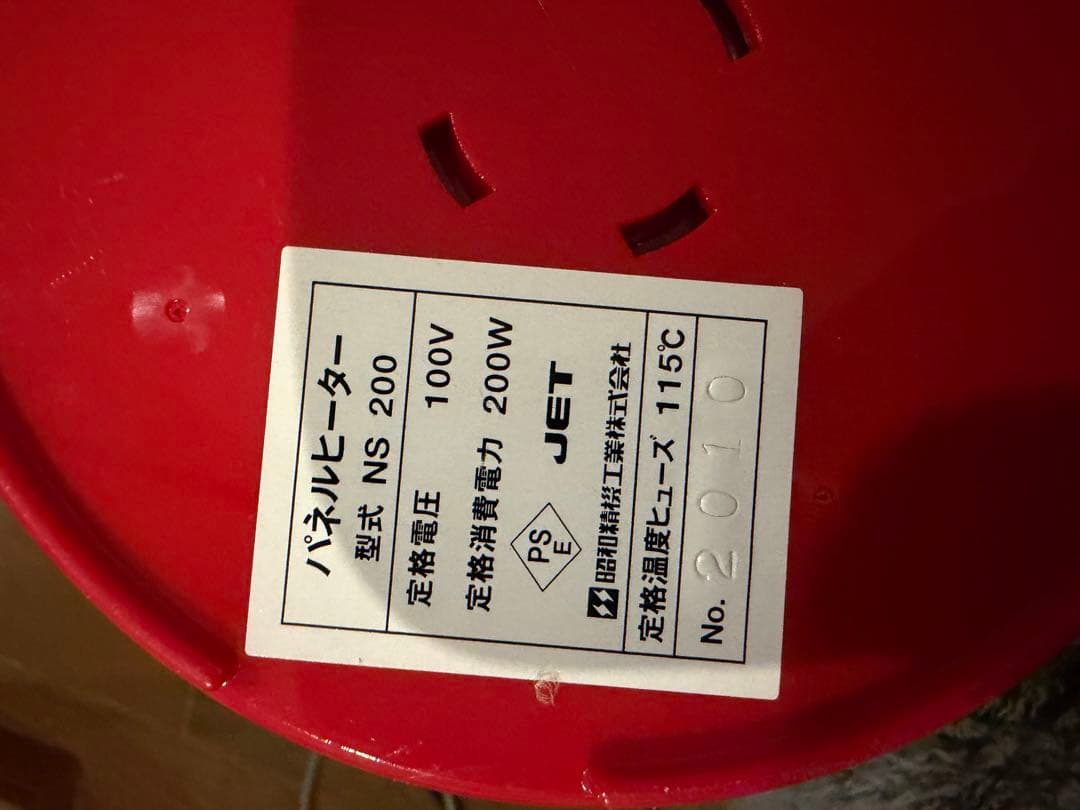 パネルヒーター
型式 NS 200
定格電圧 100V
定格消費電力 200W
PSE JET
昭和精機工業株式会社
定格温度ヒューズ 115℃
No. 2010